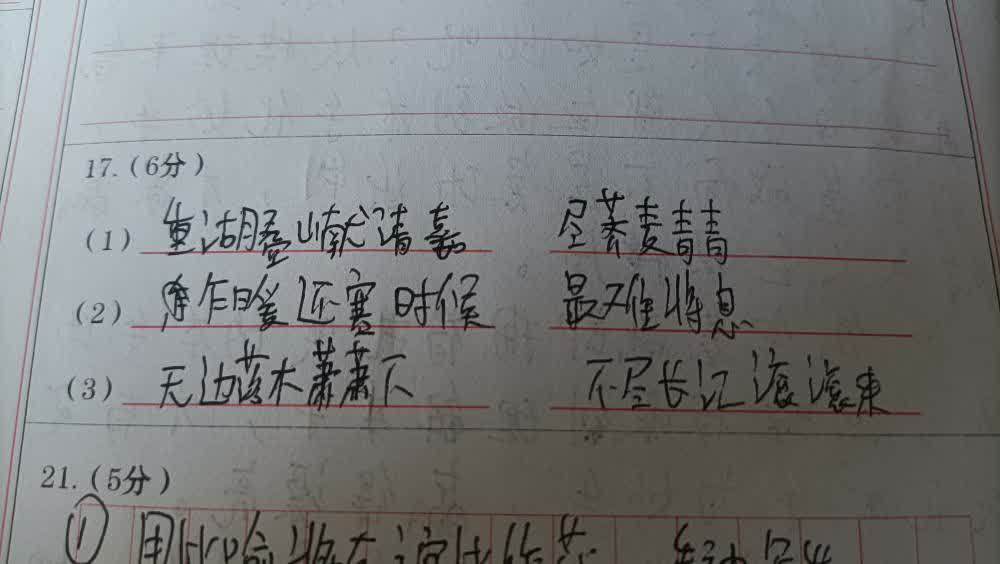 17.(6分)
(1) 重湖叠巘清嘉 尽荠麦青青
(2) 乍暖还寒时候 最难将息
(3) 无边落木萧萧下 不尽长江滚滚来
21.(5分)
①用比喻